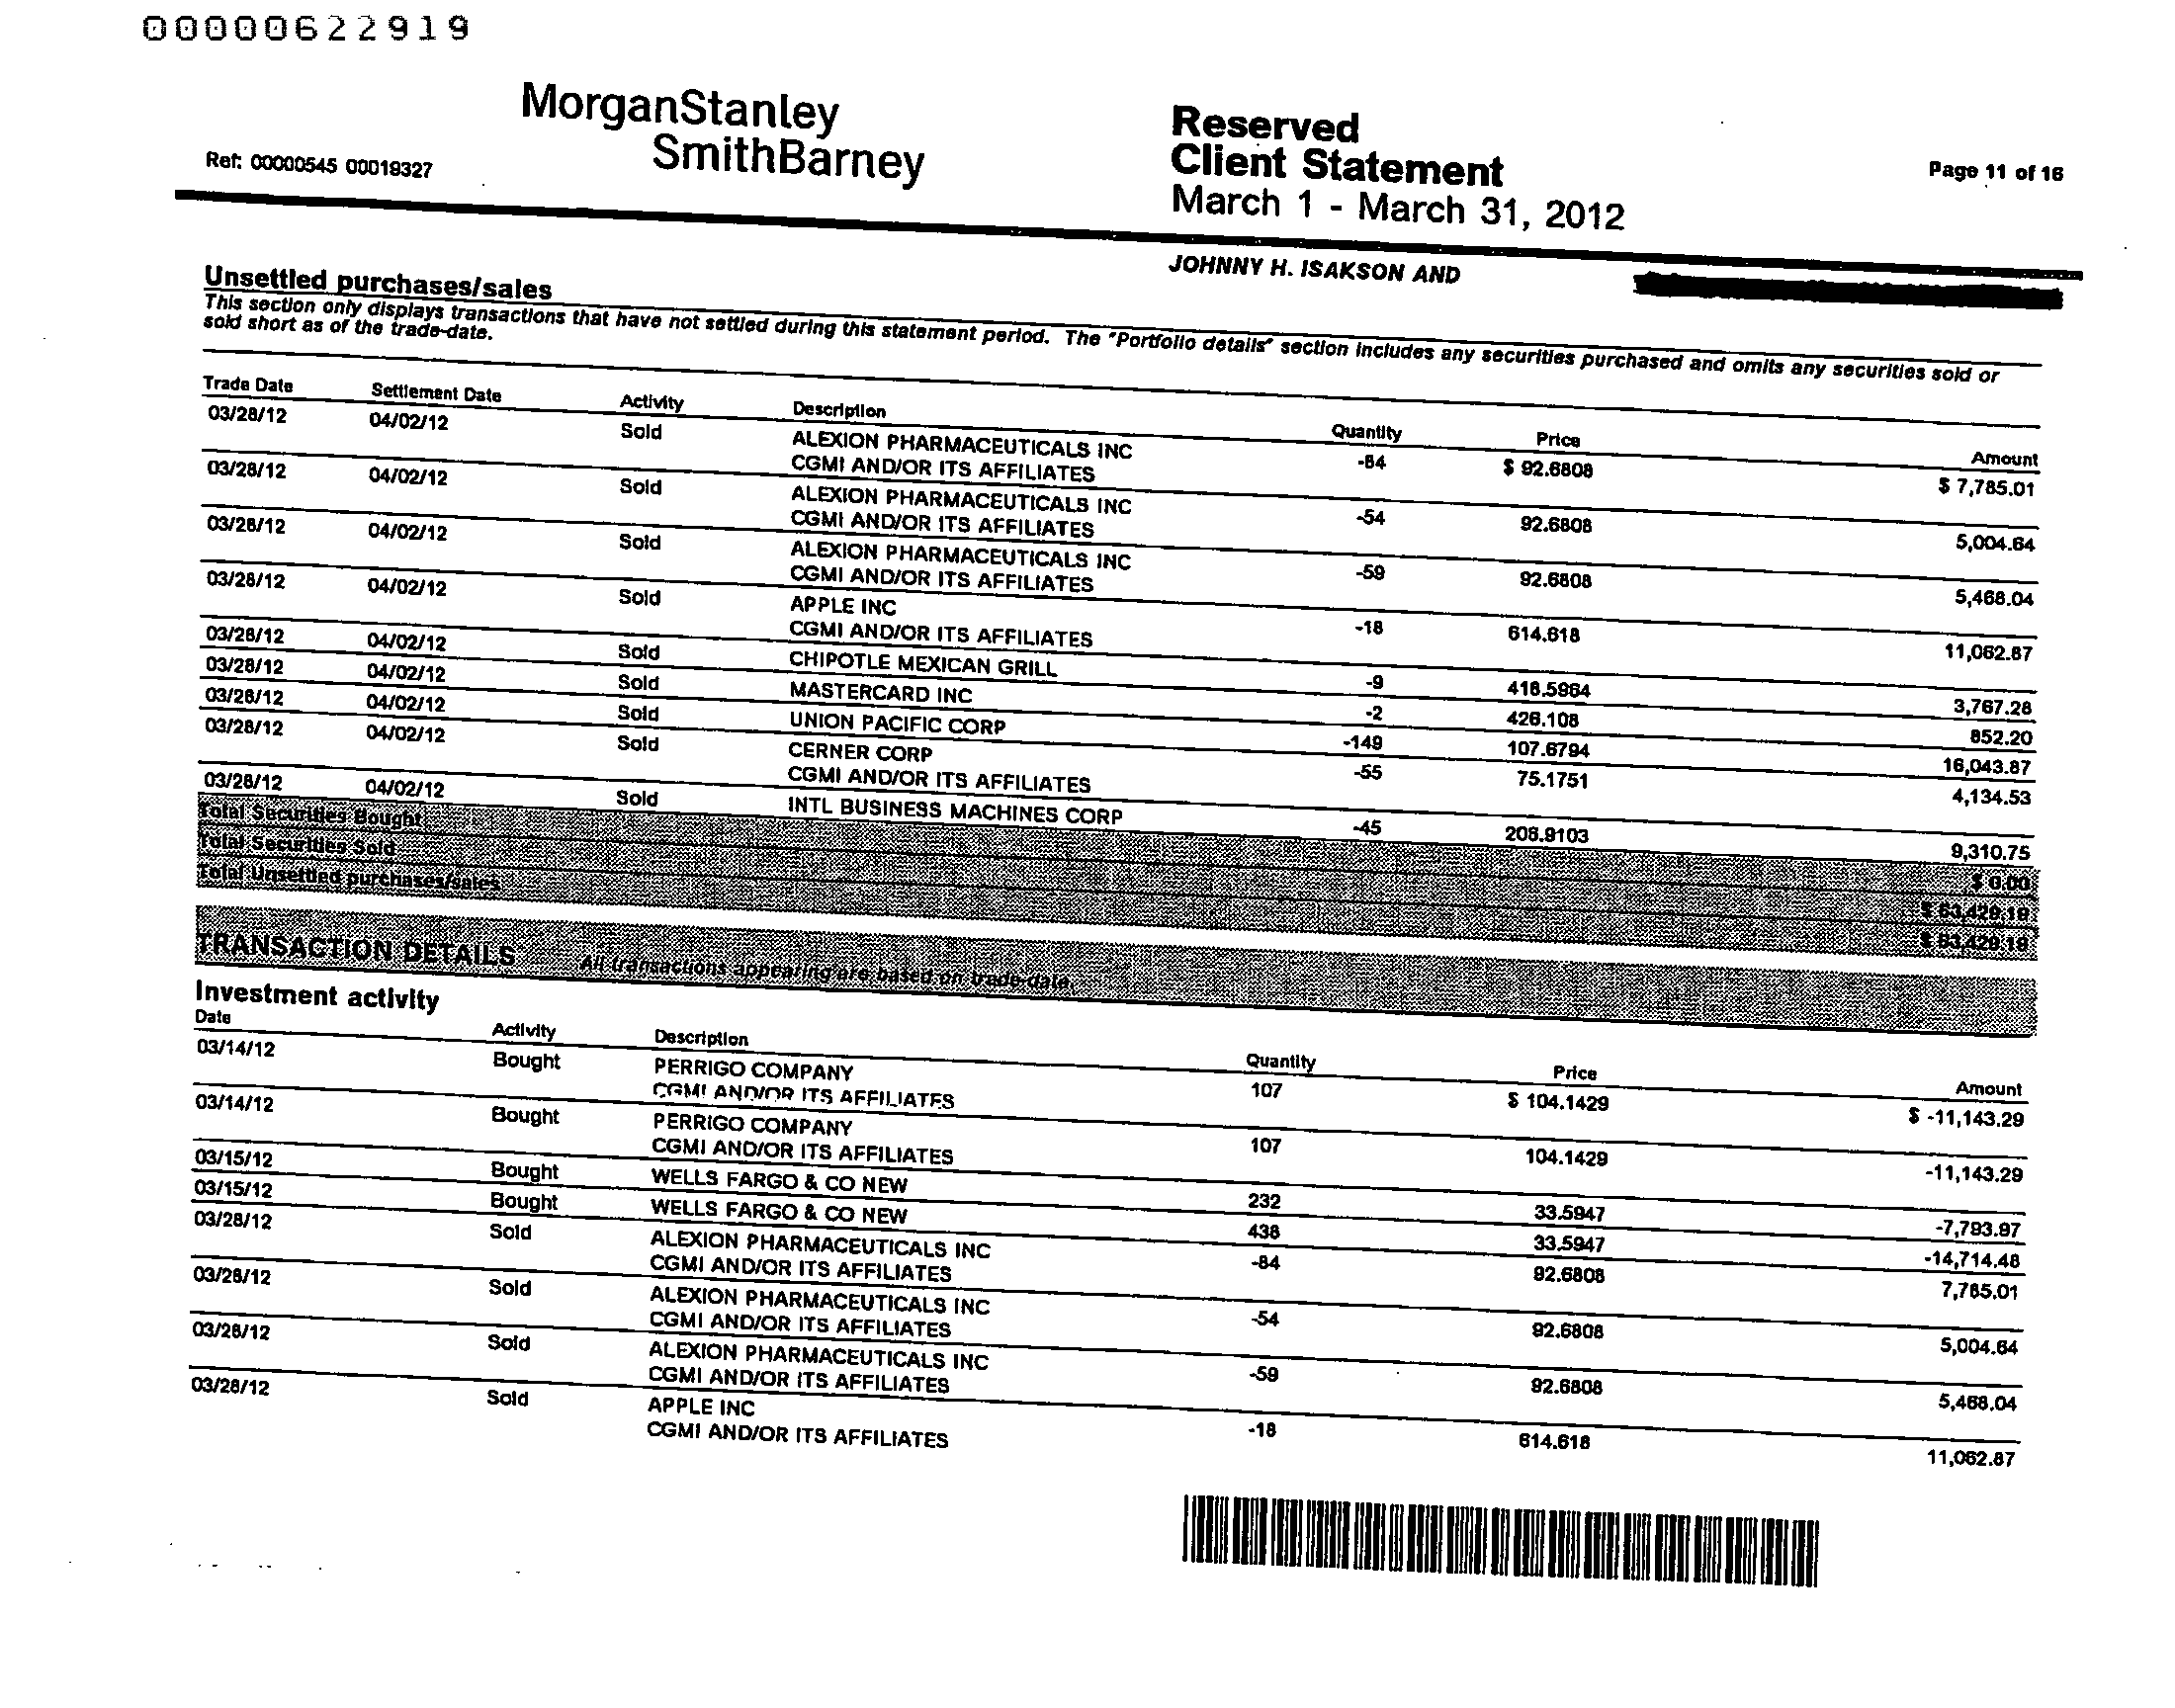 00000622919
MorganStanley
SmithBarney
Ref: 00000545 00019327
Reserved
Client Statement
March 1 - March 31, 2012
Page 11 of 16
JOHNNY H. ISAKSON AND
Unsettled purchases/sales
This section only displays transactions that have not settled during this statement period. The "Portfolio details" section includes any securities purchased and omits any securities sold or
sold short as of the trade-date.
Trade Date Settlement Date Activity Description Quantity Price Amount
03/28/12 04/02/12 Sold ALEXION PHARMACEUTICALS INC -84 $ 92.6808 $ 7,785.01
CGMI AND/OR ITS AFFILIATES
03/28/12 04/02/12 Sold ALEXION PHARMACEUTICALS INC -54 92.6808 5,004.64
CGMI AND/OR ITS AFFILIATES
03/28/12 04/02/12 Sold ALEXION PHARMACEUTICALS INC -59 92.6808 5,468.04
CGMI AND/OR ITS AFFILIATES
03/28/12 04/02/12 Sold APPLE INC -18 614.618 11,062.87
CGMI AND/OR ITS AFFILIATES
03/28/12 04/02/12 Sold CHIPOTLE MEXICAN GRILL -9 418.5984 3,767.28
03/28/12 04/02/12 Sold MASTERCARD INC -2 426.108 852.20
03/28/12 04/02/12 Sold UNION PACIFIC CORP -149 107.6794 16,043.87
03/28/12 04/02/12 Sold CERNER CORP -55 75.1751 4,134.53
CGMI AND/OR ITS AFFILIATES
03/28/12 04/02/12 Sold INTL BUSINESS MACHINES CORP -45 206.9103 9,310.75
Total Securities Bought $ 0.00
Total Securities Sold $ 63,429.19
Total Unsettled purchases/sales $ 63,429.19
TRANSACTION DETAILS All transactions appearing are based on trade-date.
Investment activity
Date Activity Description Quantity Price Amount
03/14/12 Bought PERRIGO COMPANY 107 $ 104.1429 $ -11,143.29
CGMI AND/OR ITS AFFILIATES
03/14/12 Bought PERRIGO COMPANY 107 104.1429 -11,143.29
CGMI AND/OR ITS AFFILIATES
03/15/12 Bought WELLS FARGO & CO NEW 232 33.5947 -7,793.97
03/15/12 Bought WELLS FARGO & CO NEW 438 33.5947 -14,714.48
03/28/12 Sold ALEXION PHARMACEUTICALS INC -84 92.6808 7,785.01
CGMI AND/OR ITS AFFILIATES
03/28/12 Sold ALEXION PHARMACEUTICALS INC -54 92.6808 5,004.64
CGMI AND/OR ITS AFFILIATES
03/28/12 Sold ALEXION PHARMACEUTICALS INC -59 92.6808 5,468.04
CGMI AND/OR ITS AFFILIATES
03/28/12 Sold APPLE INC -18 614.618 11,062.87
CGMI AND/OR ITS AFFILIATES